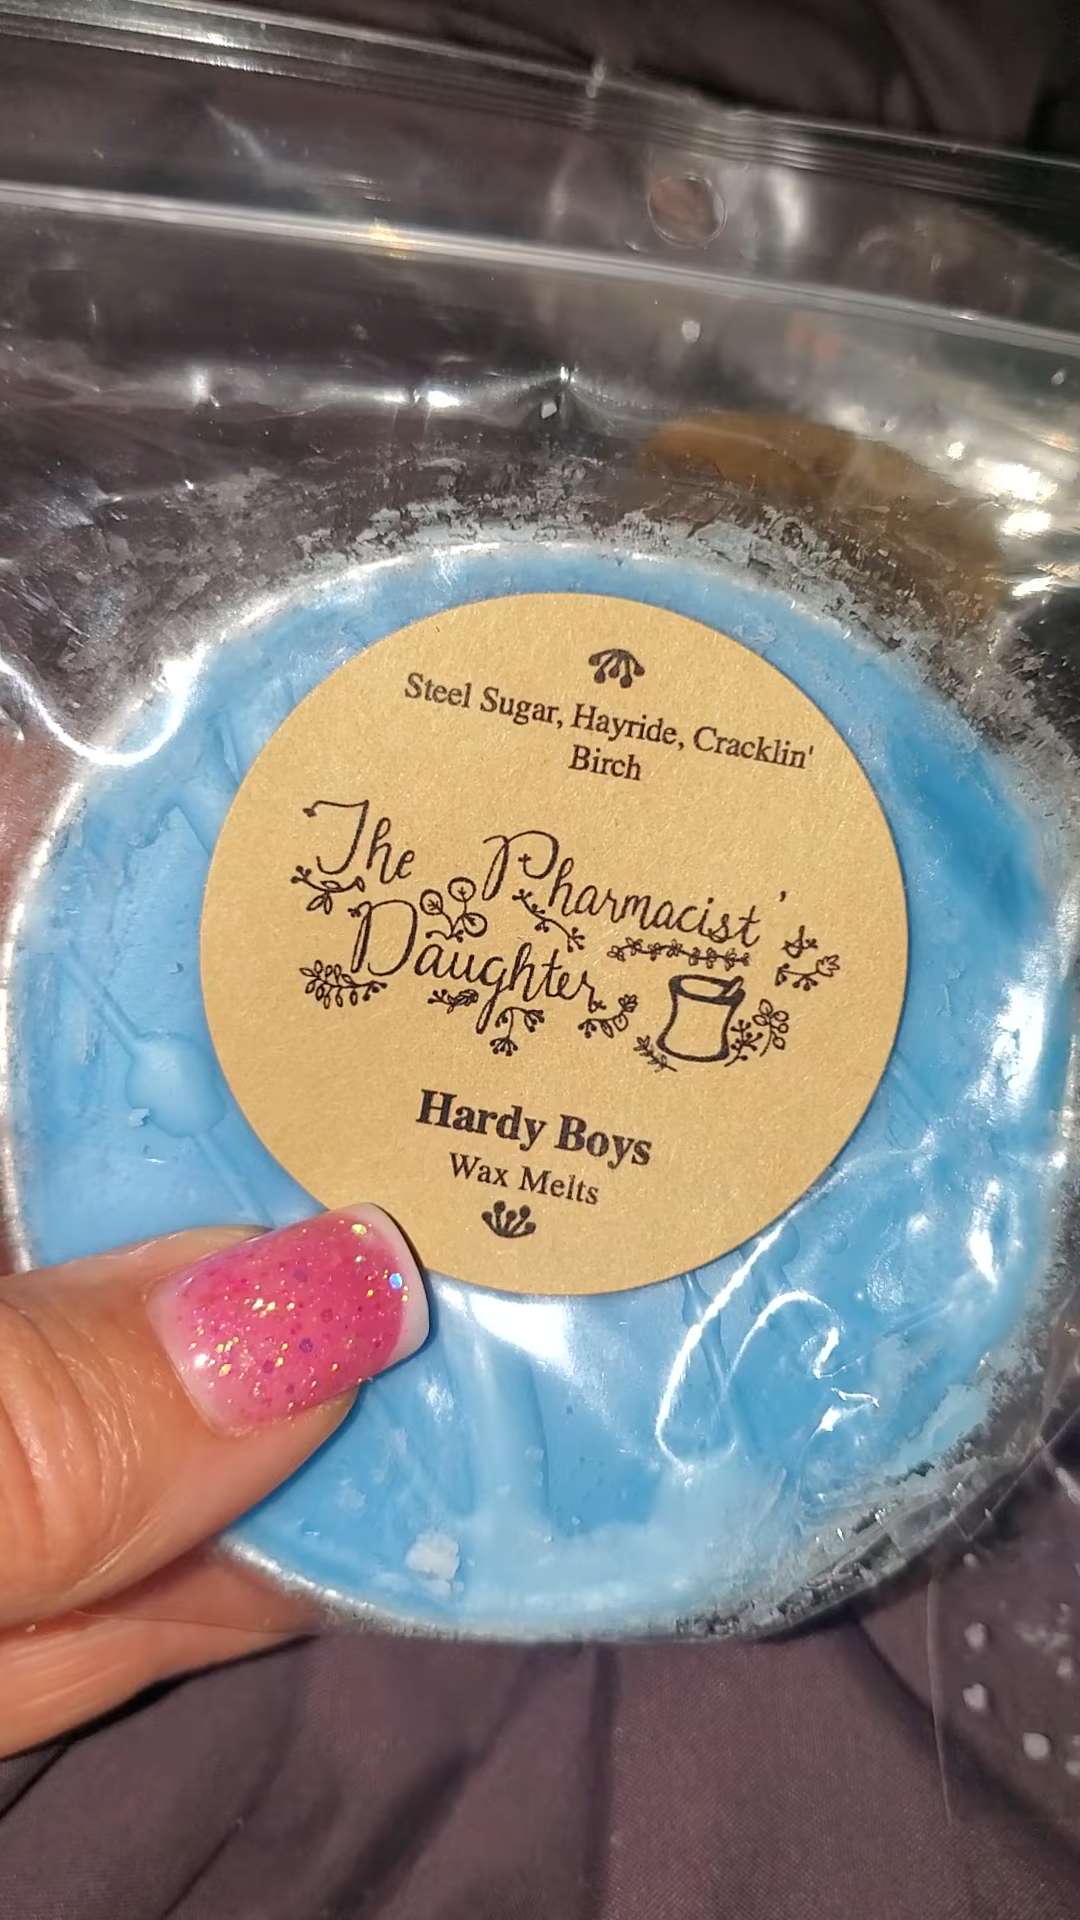 Steel Sugar, Hayride, Cracklin'
Birch
The Pharmacist's
Daughter
Hardy Boys
Wax Melts